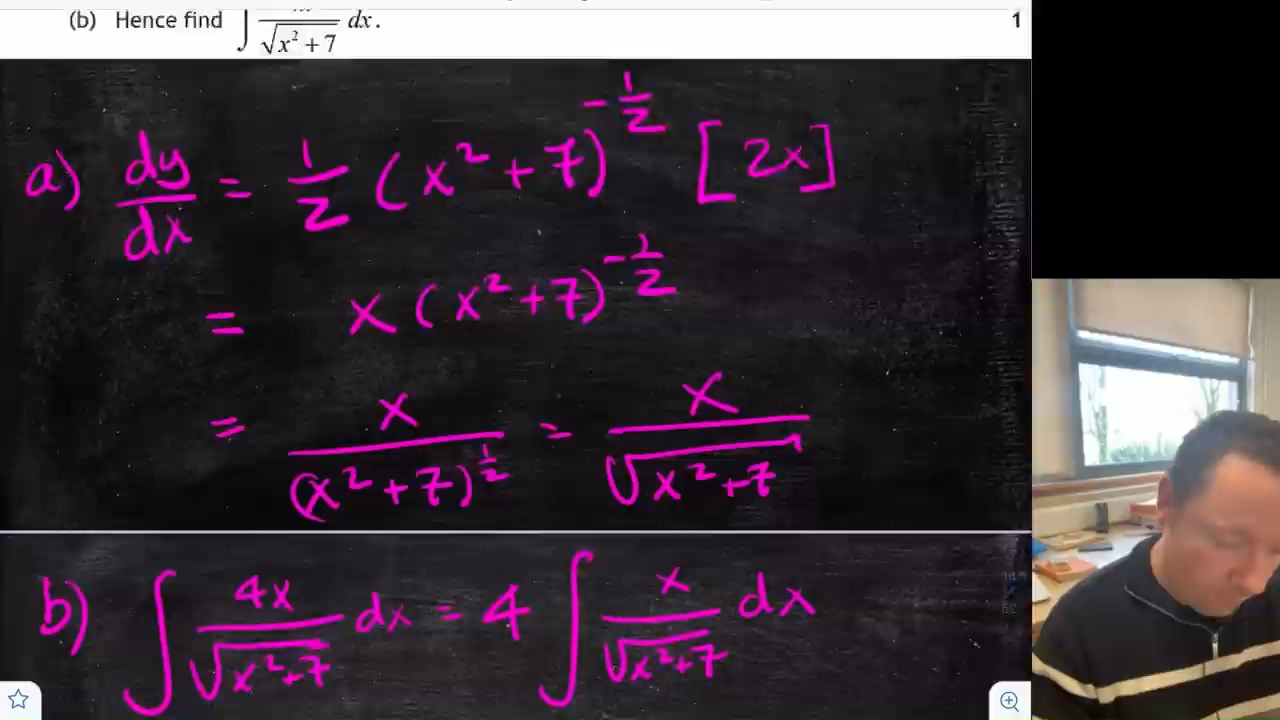 (b) Hence find ∫ /√(x² + 7) dx. 1
a) dy/dx = 1/2 (x² + 7)^(-1/2) [2x]
= x (x² + 7)^(-1/2)
= x/(x² + 7)^(1/2) = x/√(x² + 7)
b) ∫ 4x/√(x² + 7) dx = 4 ∫ x/√(x² + 7) dx